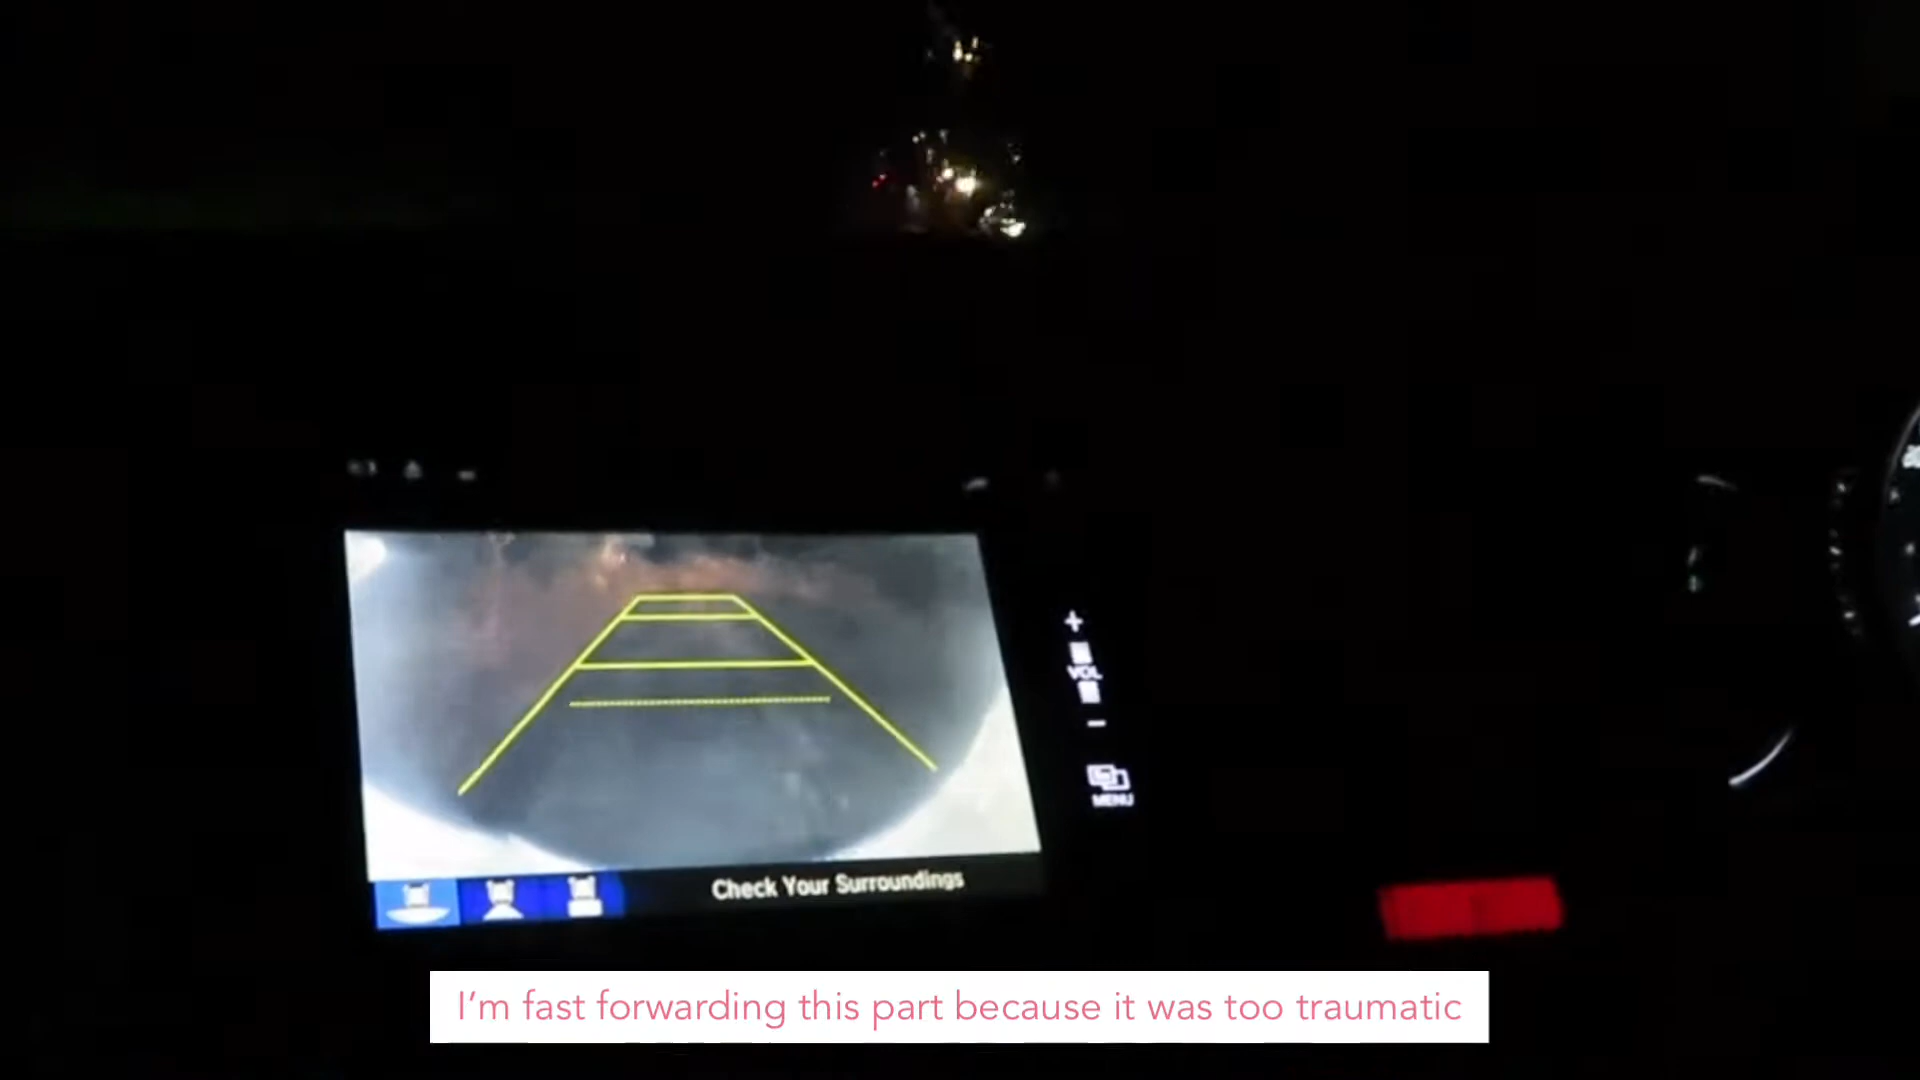 +
VOL
-
MENU
Check Your Surroundings
I'm fast forwarding this part because it was too traumatic